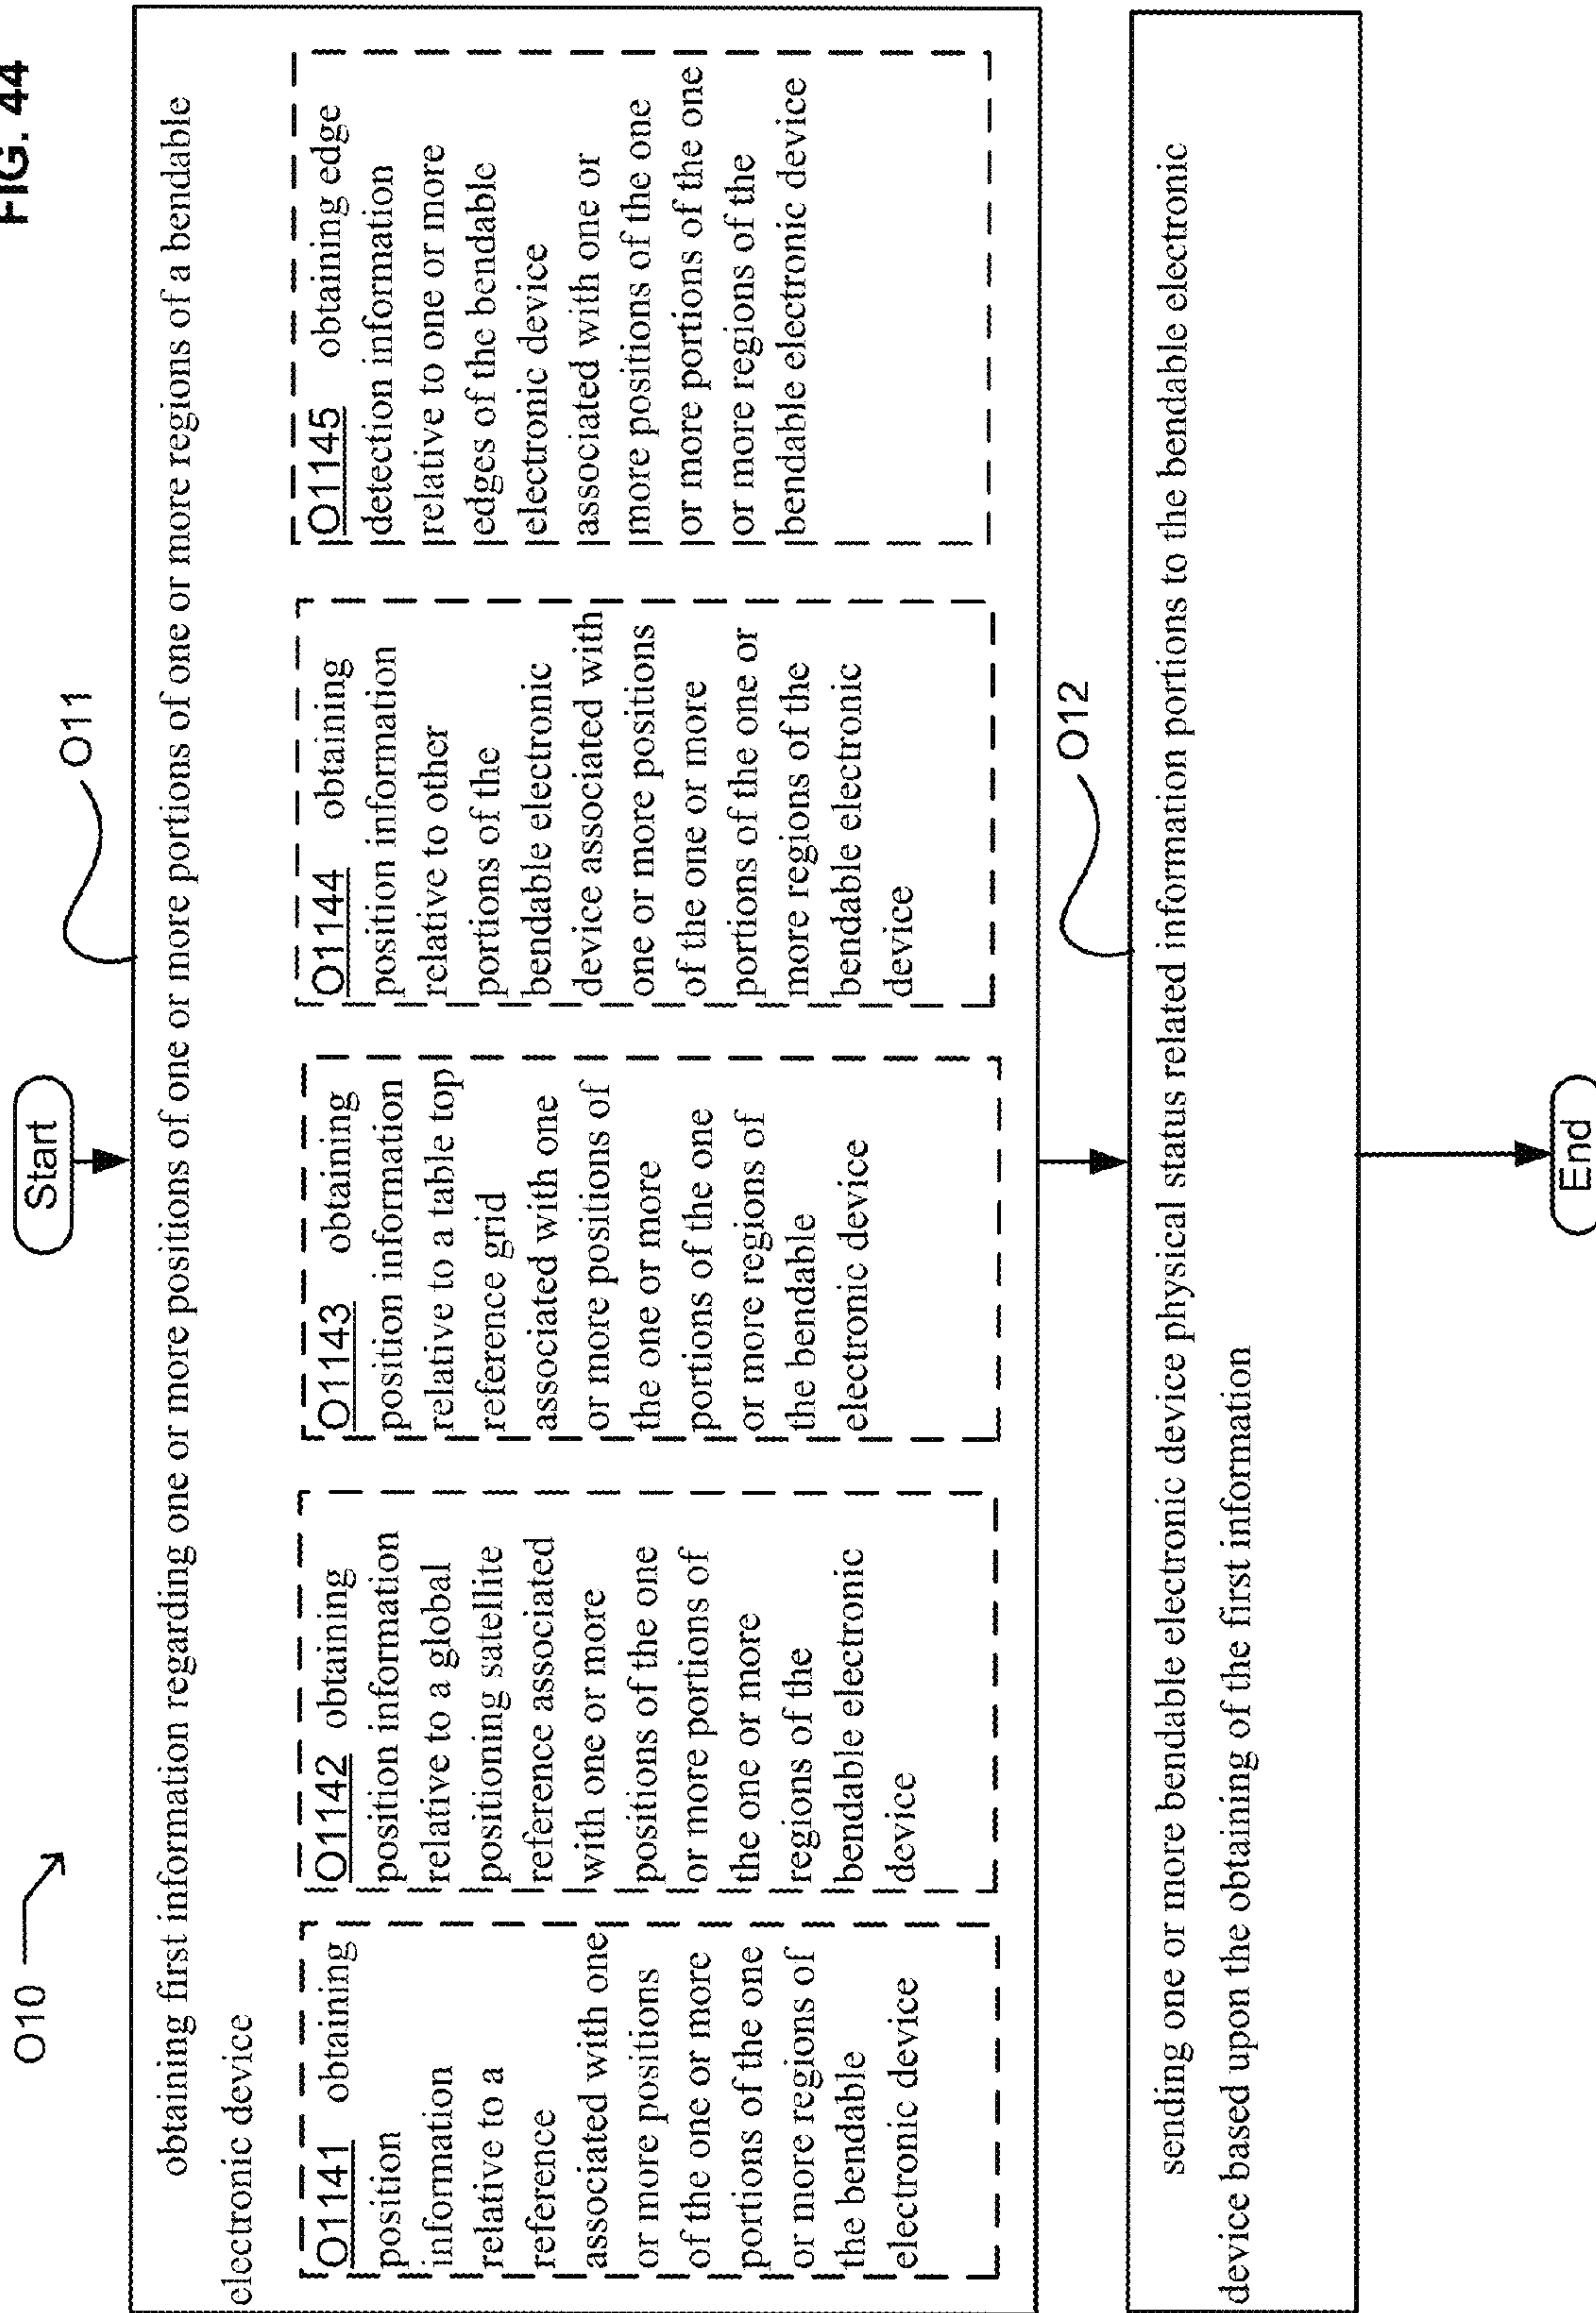 FIG. 44
O10
Start
O11
obtaining first information regarding one or more positions of one or more portions of one or more regions of a bendable
electronic device
O1141 obtaining
position
information
relative to a
reference
associated with one
or more positions
of the one or more
portions of the one
or more regions of
the bendable
electronic device
O1142 obtaining
position information
relative to a global
positioning satellite
reference associated
with one or more
positions of the one
or more portions of
the one or more
regions of the
bendable electronic
device
O1143 obtaining
position information
relative to a table top
reference grid
associated with one
or more positions of
the one or more
portions of the one
or more regions of
the bendable
electronic device
O1144 obtaining
position information
relative to other
portions of the
bendable electronic
device associated with
one or more positions
of the one or more
portions of the one or
more regions of the
bendable electronic
device
O1145 obtaining edge
detection information
relative to one or more
edges of the bendable
electronic device
associated with one or
more positions of the one
or more portions of the one
or more regions of the
bendable electronic device
O12
sending one or more bendable electronic device physical status related information portions to the bendable electronic
device based upon the obtaining of the first information
End